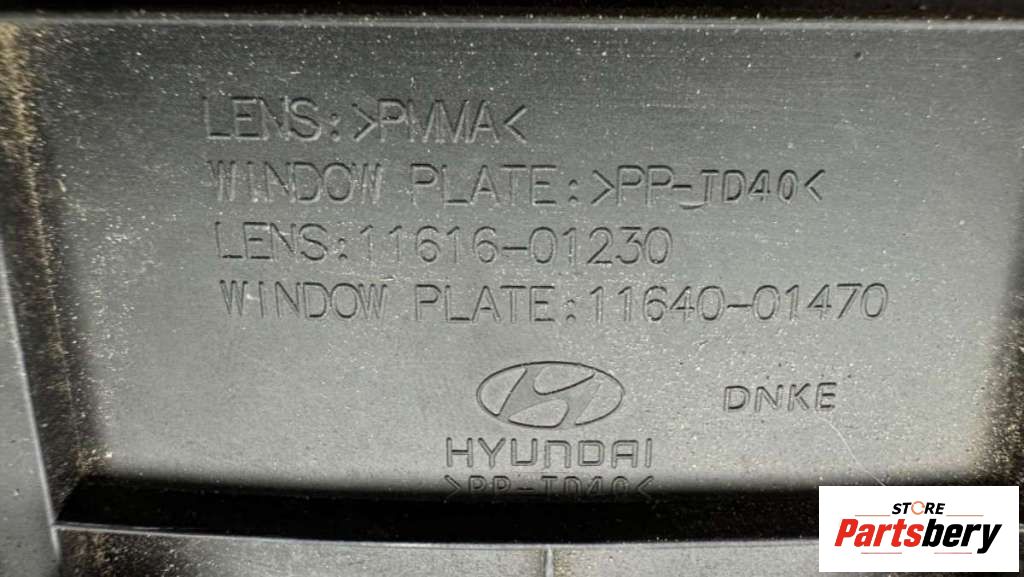 LENS:>PMMA<
WINDOW PLATE:>PP-TD40<
LENS:11616-01230
WINDOW PLATE:11640-01470
DNKE
HYUNDAI
>PP-TD40<
STORE
Partsbery